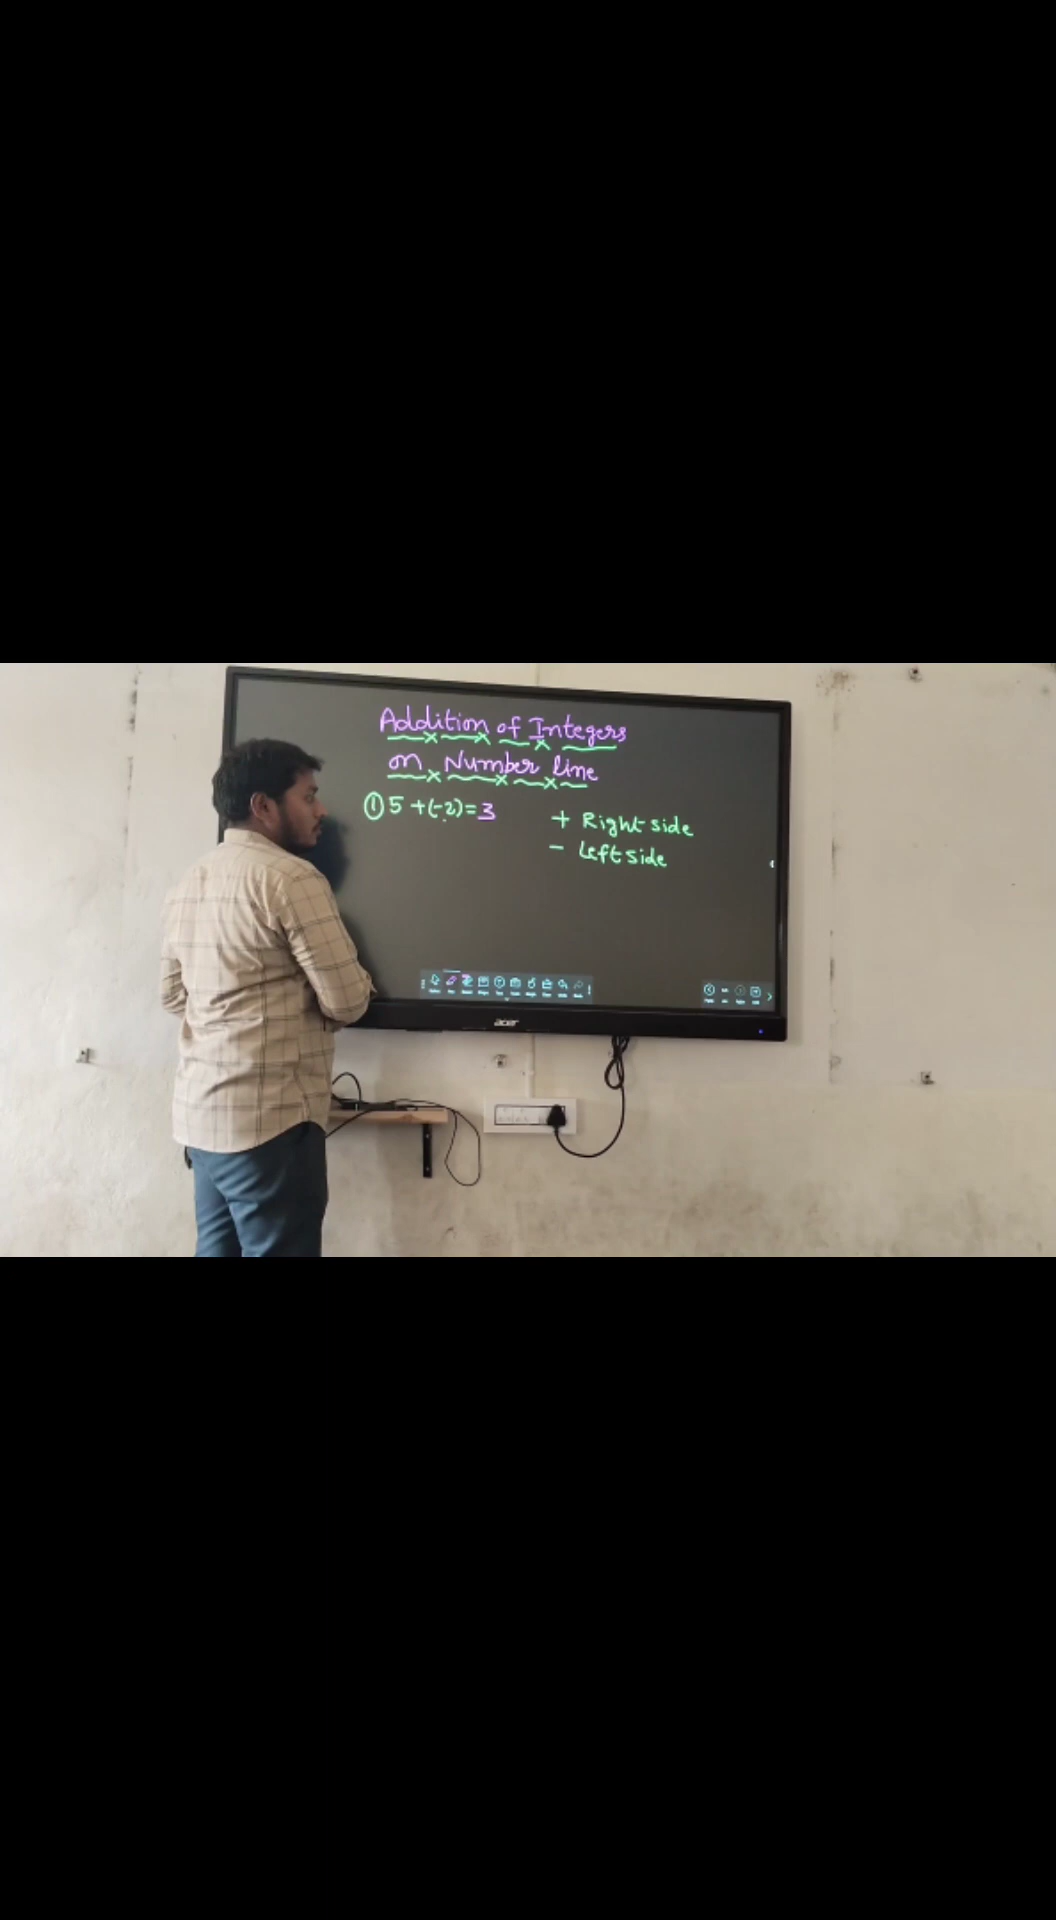 Addition of Integers
on Number line
① 5 + (-2) = 3
+ Right side
- Left side
acer